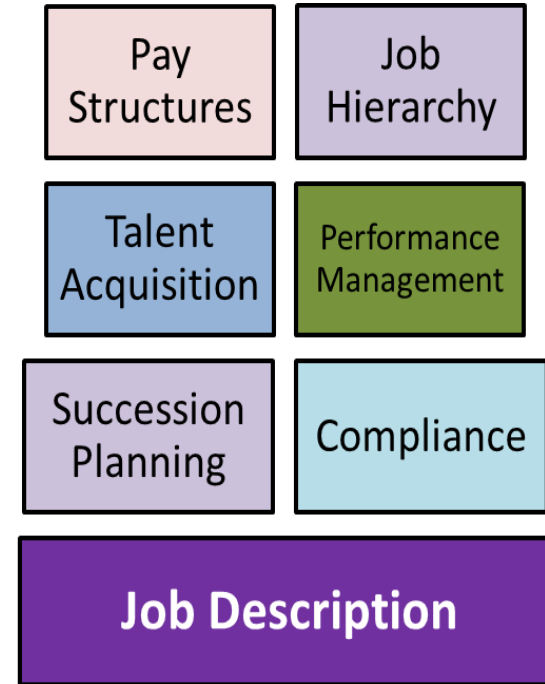 Pay
Structures
Job
Hierarchy
Talent
Acquisition
Performance
Management
Succession
Planning
Compliance
Job Description